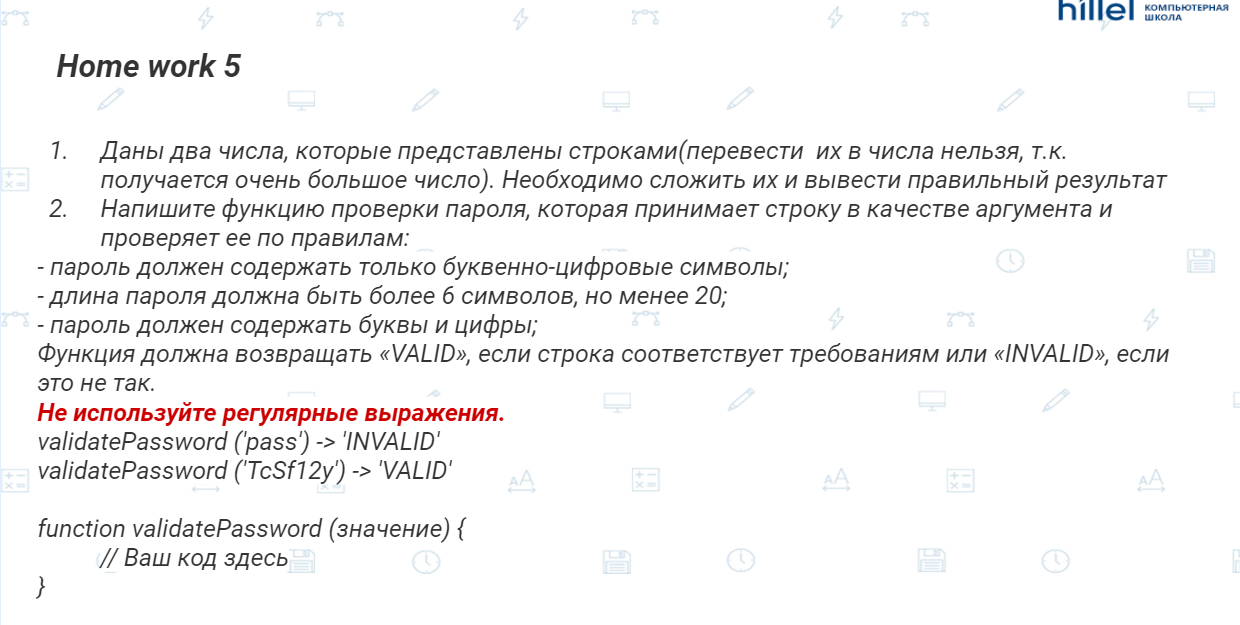 hillel КОМПЬЮТЕРНАЯ
ШКОЛА
Home work 5
1. Даны два числа, которые представлены строками(перевести их в числа нельзя, т.к.
получается очень большое число). Необходимо сложить их и вывести правильный результат
2. Напишите функцию проверки пароля, которая принимает строку в качестве аргумента и
проверяет ее по правилам:
- пароль должен содержать только буквенно-цифровые символы;
- длина пароля должна быть более 6 символов, но менее 20;
- пароль должен содержать буквы и цифры;
Функция должна возвращать «VALID», если строка соответствует требованиям или «INVALID», если
это не так.
Не используйте регулярные выражения.
validatePassword ('pass') -> 'INVALID'
validatePassword ('TcSf12y') -> 'VALID'
function validatePassword (значение) {
// Ваш код здесь
}